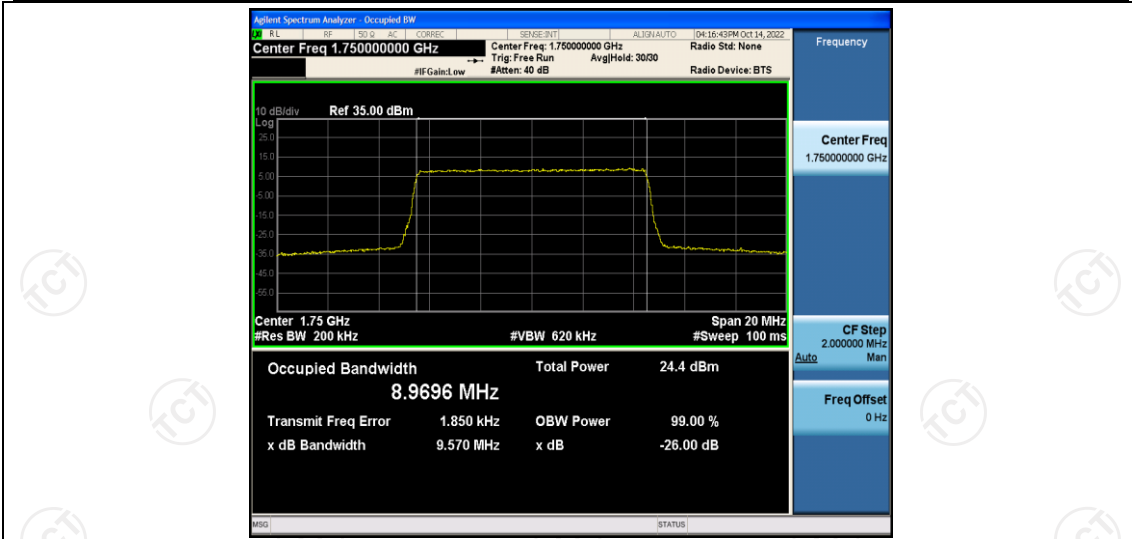 Agilent Spectrum Analyzer - Occupied BW
LXI RL RF 50 Ω AC CORREC SENSE:INT ALIGN AUTO 04:16:43PM Oct 14, 2022
Center Freq 1.750000000 GHz
Center Freq: 1.750000000 GHz Radio Std: None
Trig: Free Run Avg|Hold: 30/30
#IFGain:Low #Atten: 40 dB Radio Device: BTS
10 dB/div Ref 35.00 dBm
Log
25.0
15.0
5.00
-5.00
-15.0
-25.0
-35.0
-45.0
-55.0
Center 1.75 GHz Span 20 MHz
#Res BW 200 kHz #VBW 620 kHz #Sweep 100 ms
Occupied Bandwidth Total Power 24.4 dBm
8.9696 MHz
Transmit Freq Error 1.850 kHz OBW Power 99.00 %
x dB Bandwidth 9.570 MHz x dB -26.00 dB
MSG STATUS
Frequency
Center Freq
1.750000000 GHz
CF Step
2.000000 MHz
Auto Man
Freq Offset
0 Hz
TCT
TCT
TCT
TCT
TCT
TCT